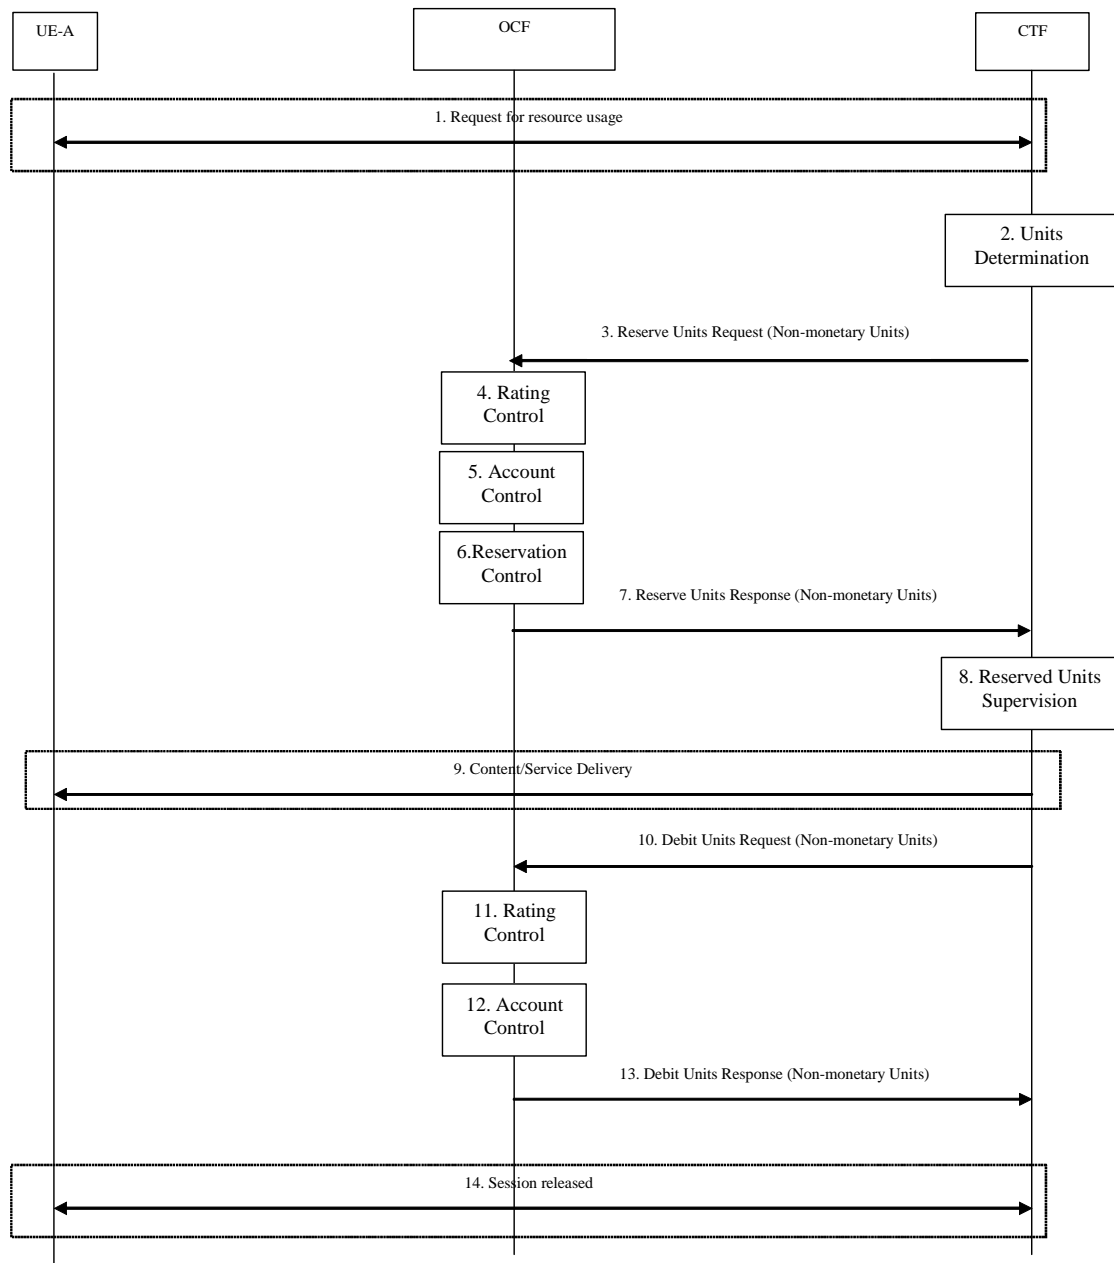 UE-A
OCF
CTF
1. Request for resource usage
2. Units
Determination
3. Reserve Units Request (Non-monetary Units)
4. Rating
Control
5. Account
Control
6.Reservation
Control
7. Reserve Units Response (Non-monetary Units)
8. Reserved Units
Supervision
9. Content/Service Delivery
10. Debit Units Request (Non-monetary Units)
11. Rating
Control
12. Account
Control
13. Debit Units Response (Non-monetary Units)
14. Session released